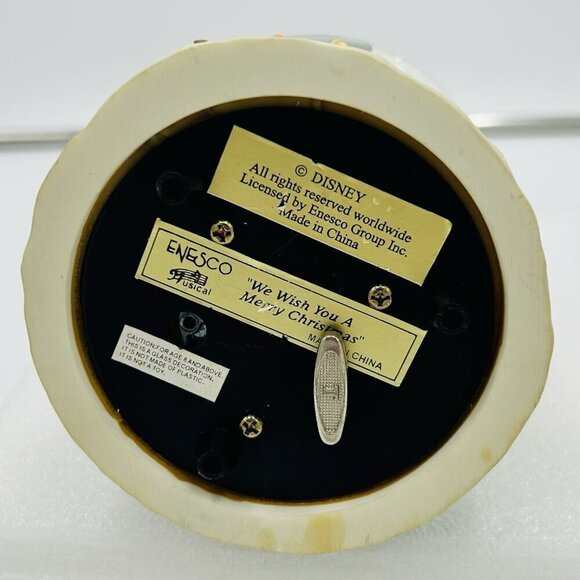 © DISNEY
All rights reserved worldwide
Licensed by Enesco Group Inc.
Made in China
ENESCO
Musical
"We Wish You A
Merry Christmas"
MADE IN CHINA
CAUTION:FOR AGE 8 AND ABOVE.
THIS IS A GLASS DECORATION,
IT IS NOT MADE OF PLASTIC.
IT IS NOT A TOY.